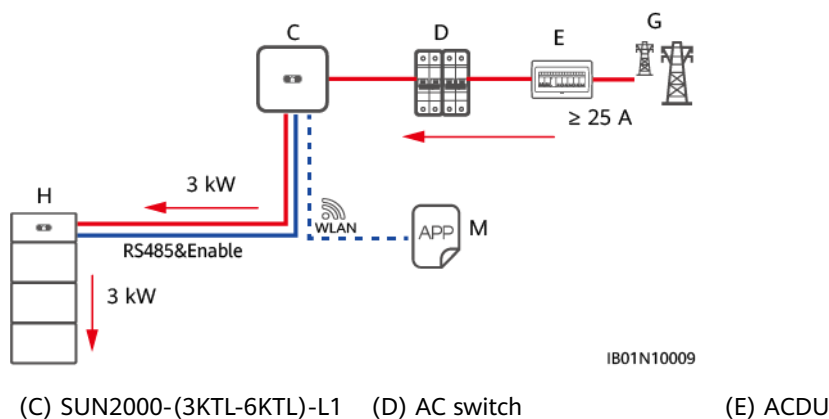 C
D
E
G
≥ 25 A
3 kW
H
WLAN
APP
M
RS485&Enable
3 kW
IB01N10009
(C) SUN2000-(3KTL-6KTL)-L1 (D) AC switch (E) ACDU